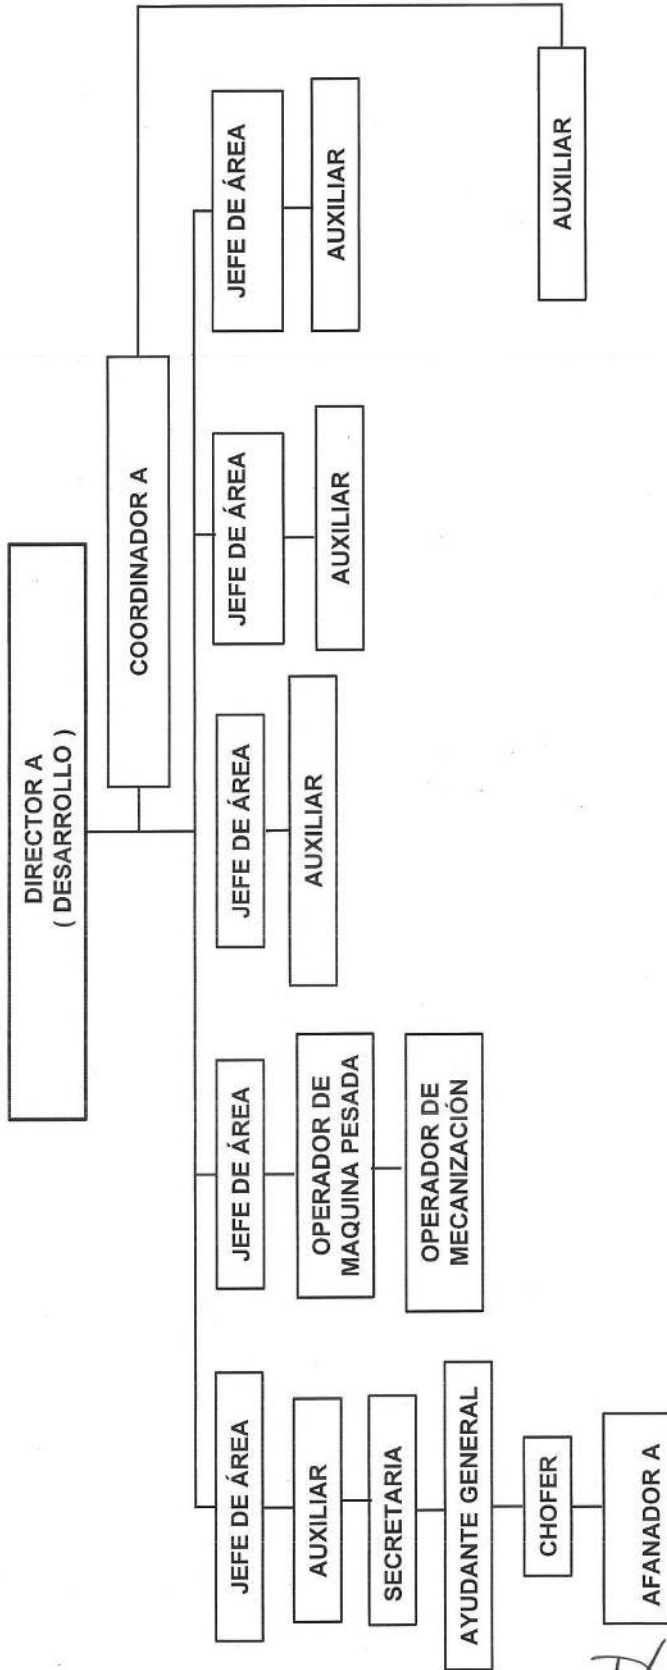 DIRECTOR A
( DESARROLLO )
COORDINADOR A
JEFE DE ÁREA
AUXILIAR
SECRETARIA
AYUDANTE GENERAL
CHOFER
AFANADOR A
JEFE DE ÁREA
OPERADOR DE
MAQUINA PESADA
OPERADOR DE
MECANIZACIÓN
JEFE DE ÁREA
AUXILIAR
JEFE DE ÁREA
AUXILIAR
JEFE DE ÁREA
AUXILIAR
AUXILIAR